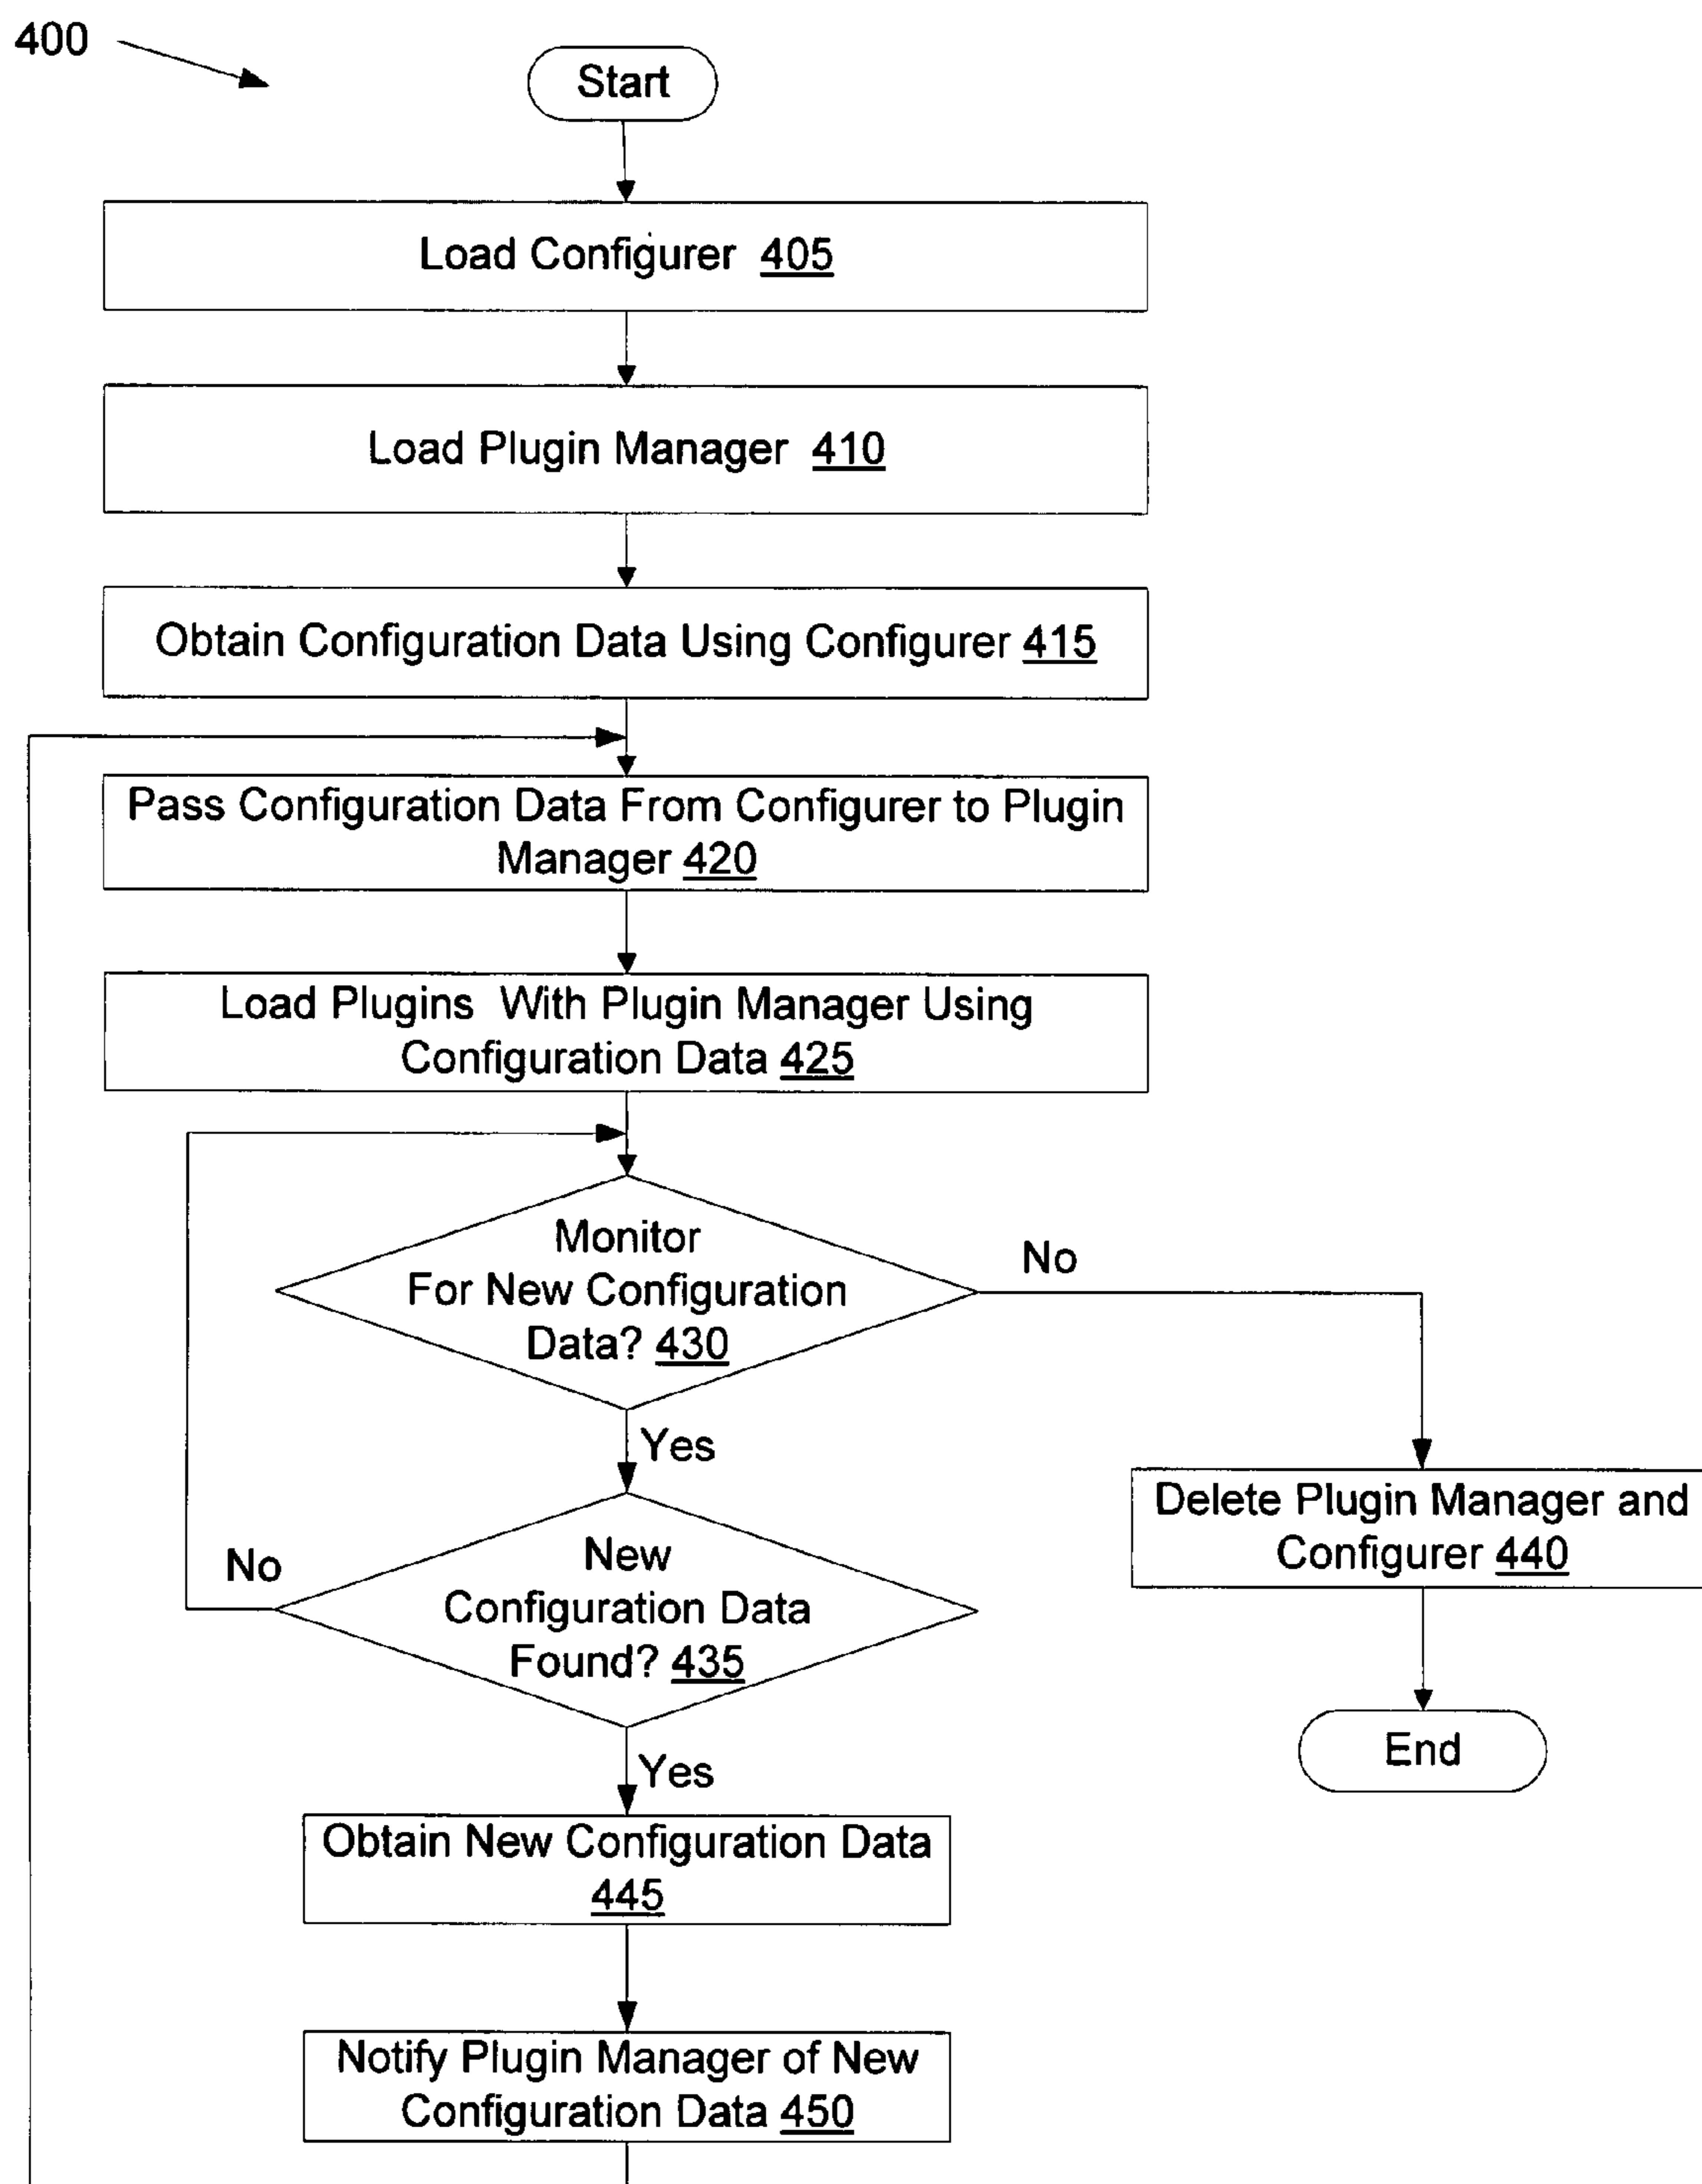 400
Start
Load Configurer 405
Load Plugin Manager 410
Obtain Configuration Data Using Configurer 415
Pass Configuration Data From Configurer to Plugin
Manager 420
Load Plugins With Plugin Manager Using
Configuration Data 425
Monitor
For New Configuration
Data? 430
No
Yes
Delete Plugin Manager and
Configurer 440
New
Configuration Data
Found? 435
No
Yes
End
Obtain New Configuration Data
445
Notify Plugin Manager of New
Configuration Data 450